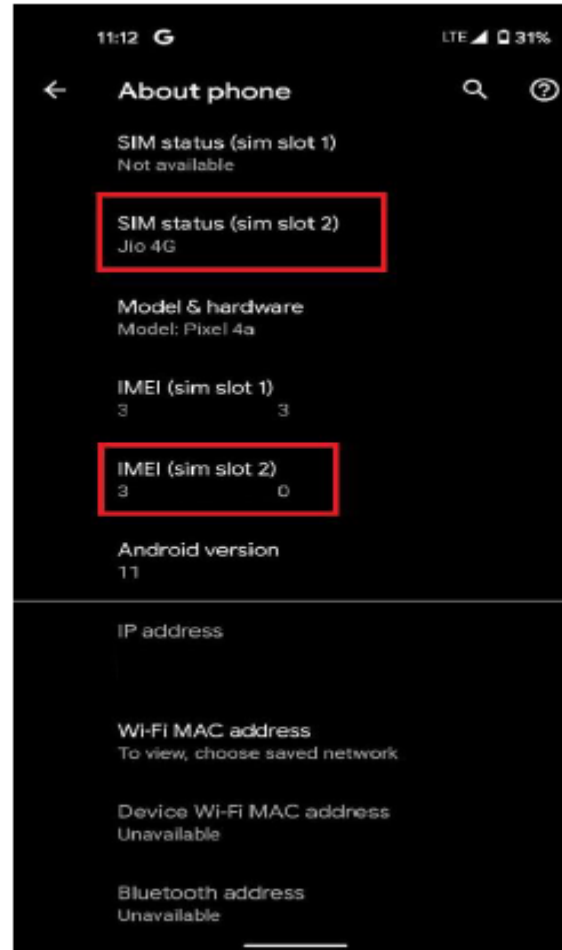 11:12 G LTE 31%
About phone
SIM status (sim slot 1)
Not available
SIM status (sim slot 2)
Jio 4G
Model & hardware
Model: Pixel 4a
IMEI (sim slot 1)
3 3
IMEI (sim slot 2)
3 0
Android version
11
IP address
Wi-Fi MAC address
To view, choose saved network
Device Wi-Fi MAC address
Unavailable
Bluetooth address
Unavailable